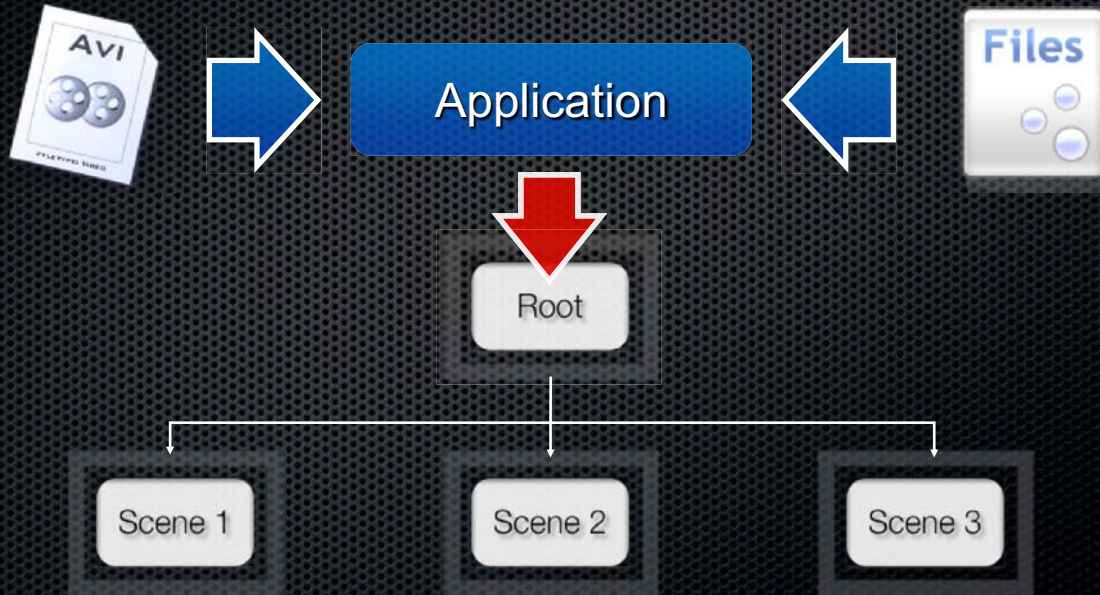 AVI
Application
Files
Root
Scene 1
Scene 2
Scene 3